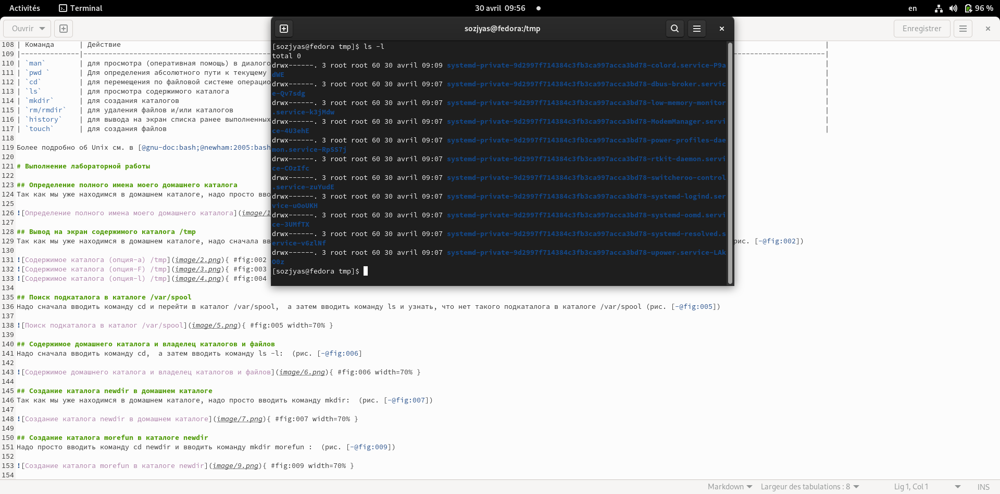 Activités Terminal 30 avril 09:56 en 96 %
Ouvrir Enregistrer
sozjyas@fedora:/tmp
[sozjyas@fedora tmp]$ ls -l
total 0
drwx------. 3 root root 60 30 avril 09:09 systemd-private-9d2997f714384c3fb3ca997acca3bd78-colord.service-P9a
dWE
drwx------. 3 root root 60 30 avril 09:07 systemd-private-9d2997f714384c3fb3ca997acca3bd78-dbus-broker.servic
e-Qv7sdg
drwx------. 3 root root 60 30 avril 09:07 systemd-private-9d2997f714384c3fb3ca997acca3bd78-low-memory-monitor
.service-k3jMdw
drwx------. 3 root root 60 30 avril 09:07 systemd-private-9d2997f714384c3fb3ca997acca3bd78-ModemManager.servi
ce-4U3ehE
drwx------. 3 root root 60 30 avril 09:07 systemd-private-9d2997f714384c3fb3ca997acca3bd78-power-profiles-dae
mon.service-RpSS7j
drwx------. 3 root root 60 30 avril 09:07 systemd-private-9d2997f714384c3fb3ca997acca3bd78-rtkit-daemon.servi
ce-COzIfc
drwx------. 3 root root 60 30 avril 09:07 systemd-private-9d2997f714384c3fb3ca997acca3bd78-switcheroo-control
.service-zuYudE
drwx------. 3 root root 60 30 avril 09:07 systemd-private-9d2997f714384c3fb3ca997acca3bd78-systemd-logind.ser
vice-uOoUKH
drwx------. 3 root root 60 30 avril 09:07 systemd-private-9d2997f714384c3fb3ca997acca3bd78-systemd-oomd.servi
ce-3UMfTX
drwx------. 3 root root 60 30 avril 09:07 systemd-private-9d2997f714384c3fb3ca997acca3bd78-systemd-resolved.s
ervice-v6zlNf
drwx------. 3 root root 60 30 avril 09:07 systemd-private-9d2997f714384c3fb3ca997acca3bd78-upower.service-LAk
O0z
[sozjyas@fedora tmp]$
108 | Команда | Действие |
109 |--------------|---------------------------------------------|
110 | `man` | для просмотра (оперативная помощь) в диалого |
111 | `pwd ` | Для определения абсолютного пути к текущему |
112 | `cd` | для перемещения по файловой системе операцио |
113 | `ls` | для просмотра содержимого каталога |
114 | `mkdir` | для создания каталогов |
115 | `rm/rmdir` | для удаления файлов и/или каталогов |
116 | `history` | для вывода на экран списка ранее выполненных |
117 | `touch` | для создания файлов |
118
119 Более подробно об Unix см. в [@gnu-doc:bash;@newham:2005:bash
120
121 # Выполнение лабораторной работы
122
123 ## Определение полного имена моего домашнего каталога
124 Так как мы уже находимся в домашнем каталоге, надо просто вво
125
126 ![Определение полного имена моего домашнего каталога](image/1
127
128 ## Вывод на экран содержимого каталога /tmp
129 Так как мы уже находимся в домашнем каталоге, надо сначала вв рис. [-@fig:002])
130
131 ![Содержимое каталога (опция-a) /tmp](image/2.png){ #fig:002
132 ![Содержимое каталога (опция-F) /tmp](image/3.png){ #fig:003
133 ![Содержимое каталога (опция-l) /tmp](image/4.png){ #fig:004
134
135 ## Поиск подкаталога в каталоге /var/spool
136 Надо сначала вводить команду cd и перейти в каталог /var/spool,  а затем вводить команду ls и узнать, что нет такого подкаталога в каталоге /var/spool (рис. [-@fig:005])
137
138 ![Поиск подкаталога в каталог /var/spool](image/5.png){ #fig:005 width=70% }
139
140 ## Содержимое домашнего каталога и владелец каталогов и файлов
141 Надо сначала вводить команду cd,  а затем вводить команду ls -l:  (рис. [-@fig:006]
142
143 ![Содержимое домашнего каталога и владелец каталогов и файлов](image/6.png){ #fig:006 width=70% }
144
145 ## Создание каталога newdir в домашнем каталоге
146 Так как мы уже находимся в домашнем каталоге, надо просто вводить команду mkdir:  (рис. [-@fig:007])
147
148 ![Создание каталога newdir в домашнем каталоге](image/7.png){ #fig:007 width=70% }
149
150 ## Создание каталога morefun в каталоге newdir
151 Надо просто вводить команду cd newdir и вводить команду mkdir morefun :  (рис. [-@fig:009])
152
153 ![Создание каталога morefun в каталоге newdir](image/9.png){ #fig:009 width=70% }
154
Markdown Largeur des tabulations : 8 Lig 1, Col 1 INS